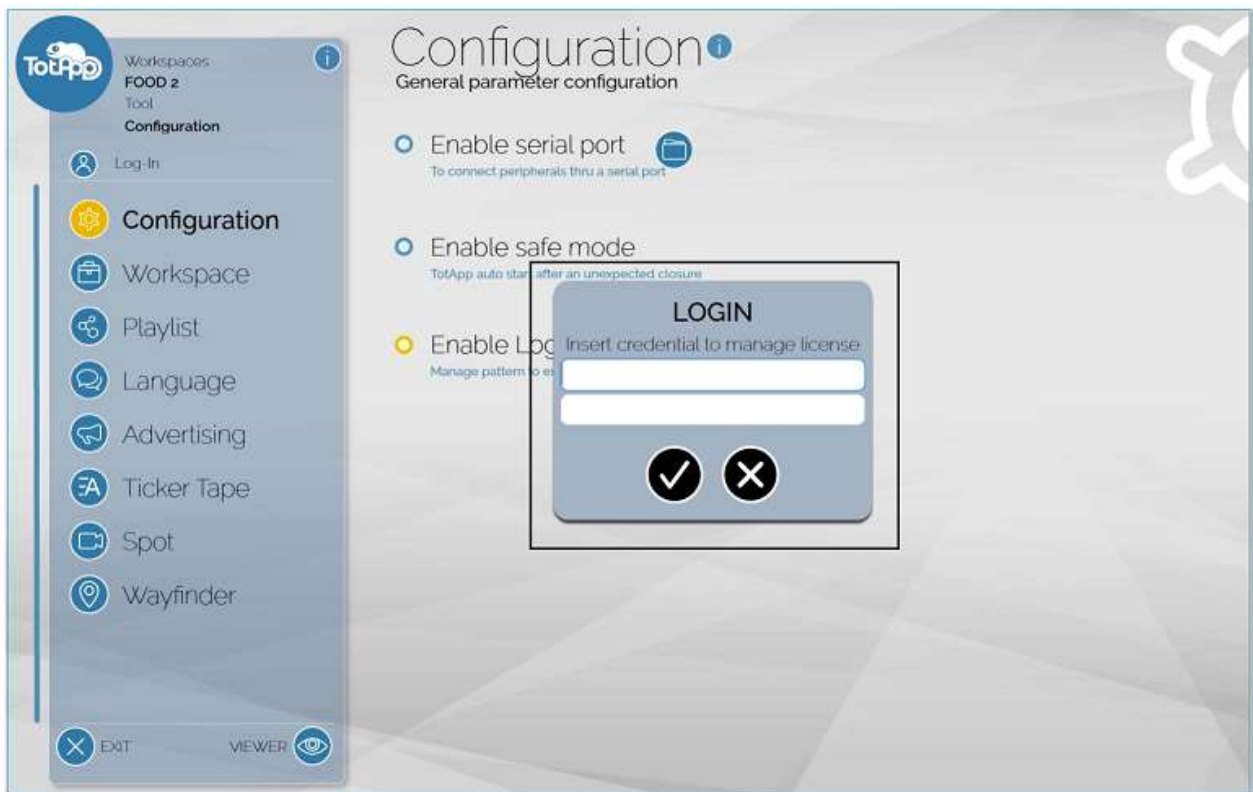 TotApp
Workspaces
FOOD 2
Tool
Configuration
Log-In
Configuration
Workspace
Playlist
Language
Advertising
Ticker Tape
Spot
Wayfinder
EXIT
VIEWER
Configuration
General parameter configuration
Enable serial port
To connect peripherals thru a serial port
Enable safe mode
TotApp auto start after an unexpected closure
Enable Log
Manage pattern to
LOGIN
Insert credential to manage license